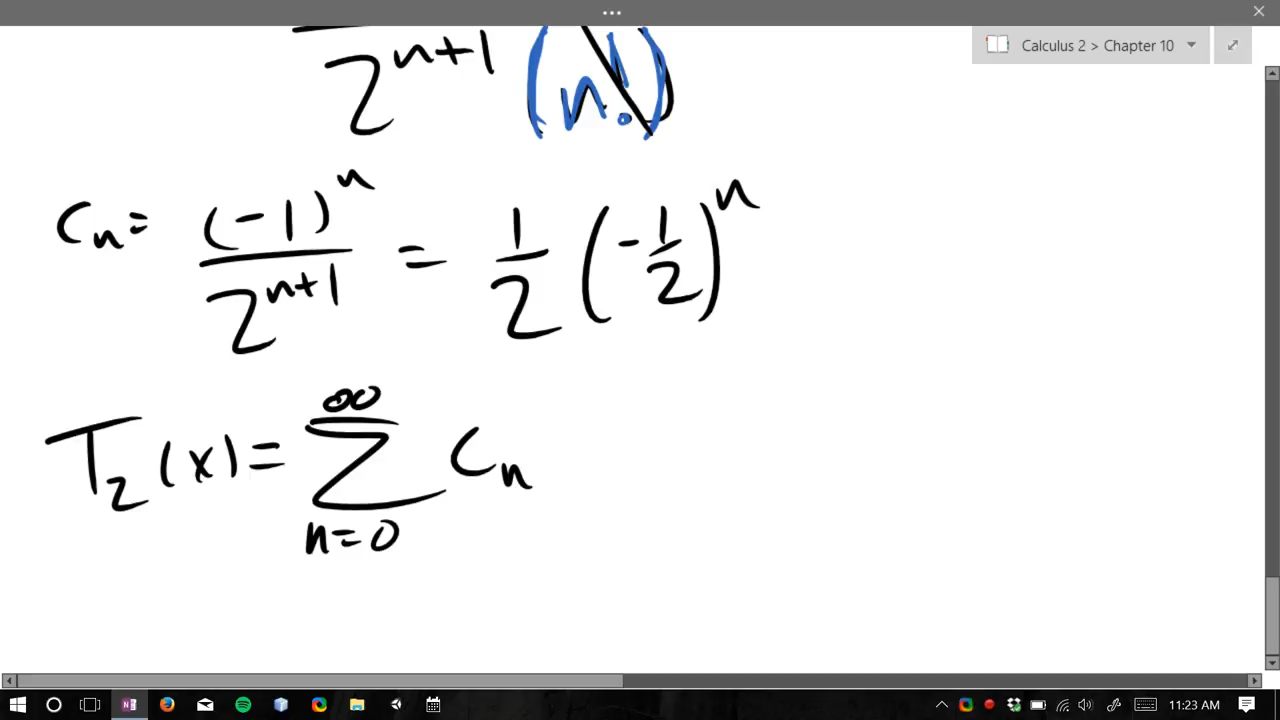 Calculus 2 > Chapter 10
2^{n+1} (n!)
C_n = (-1)^n / 2^{n+1} = 1/2 (-1/2)^n
T_2(x) = ∑_{n=0}^{∞} C_n
11:23 AM